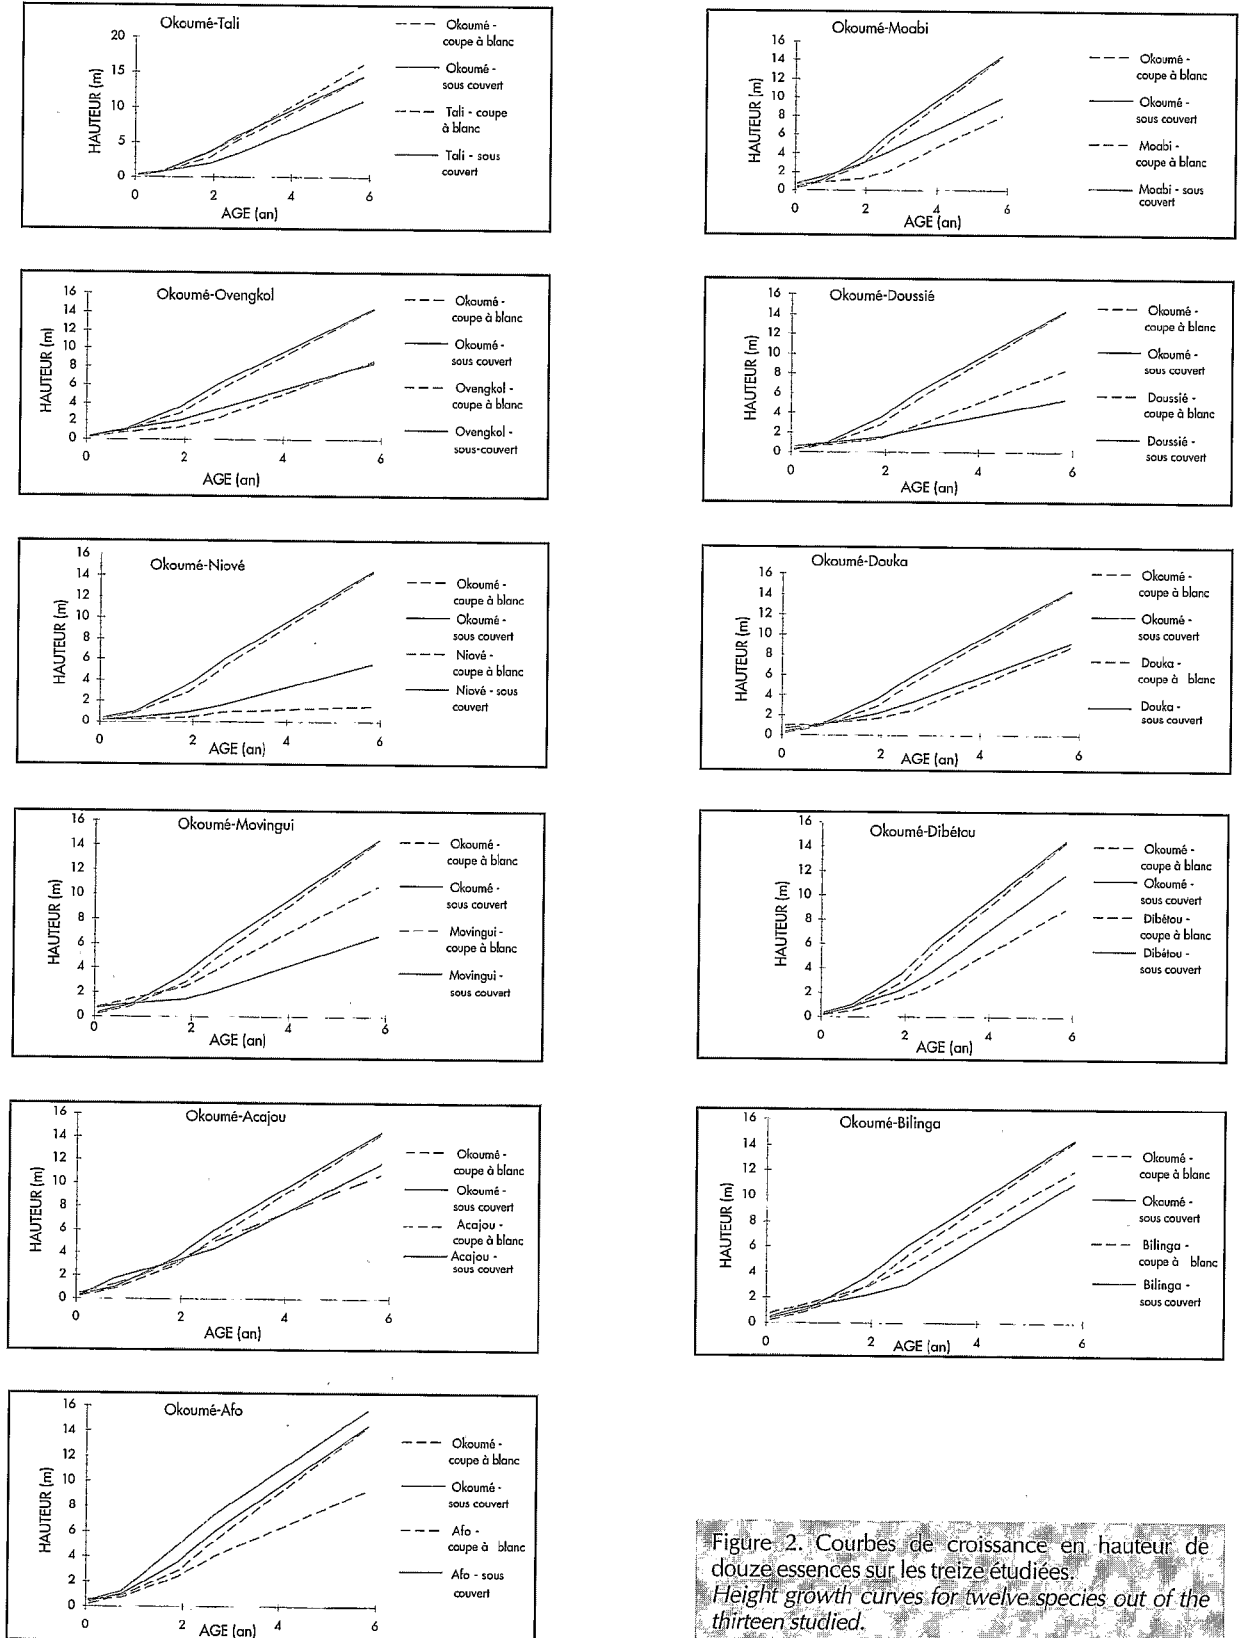 Okoumé-Tali
HAUTEUR (m)
20
15
10
5
0
0
2
4
6
AGE (an)
Okoumé -
coupe à blanc
Okoumé -
sous couvert
Tali - coupe
à blanc
Tali - sous
couvert
Okoumé-Moabi
HAUTEUR (m)
16
14
12
10
8
6
4
2
0
0
2
4
6
AGE (an)
Okoumé -
coupe à blanc
Okoumé -
sous couvert
Moabi -
coupe à blanc
Moabi - sous
couvert
Okoumé-Ovengkol
HAUTEUR (m)
16
14
12
10
8
6
4
2
0
0
2
4
6
AGE (an)
Okoumé -
coupe à blanc
Okoumé -
sous couvert
Ovengkol -
coupe à blanc
Ovengkol -
sous-couvert
Okoumé-Doussié
HAUTEUR (m)
16
14
12
10
8
6
4
2
0
0
2
4
6
AGE (an)
Okoumé -
coupe à blanc
Okoumé -
sous couvert
Doussié -
coupe à blanc
Doussié -
sous couvert
Okoumé-Niové
HAUTEUR (m)
16
14
12
10
8
6
4
2
0
0
2
4
6
AGE (an)
Okoumé -
coupe à blanc
Okoumé -
sous couvert
Niové -
coupe à blanc
Niové - sous
couvert
Okoumé-Douka
HAUTEUR (m)
16
14
12
10
8
6
4
2
0
0
2
4
6
AGE (an)
Okoumé -
coupe à blanc
Okoumé -
sous couvert
Douka -
coupe à blanc
Douka -
sous couvert
Okoumé-Movingui
HAUTEUR (m)
16
14
12
10
8
6
4
2
0
0
2
4
6
AGE (an)
Okoumé -
coupe à blanc
Okoumé -
sous couvert
Movingui -
coupe à blanc
Movingui -
sous couvert
Okoumé-Dibétou
HAUTEUR (m)
16
14
12
10
8
6
4
2
0
0
2
4
6
AGE (an)
Okoumé -
coupe à blanc
Okoumé -
sous couvert
Dibétou -
coupe à blanc
Dibétou -
sous couvert
Okoumé-Acajou
HAUTEUR (m)
16
14
12
10
8
6
4
2
0
0
2
4
6
AGE (an)
Okoumé -
coupe à blanc
Okoumé -
sous couvert
Acajou -
coupe à blanc
Acajou -
sous couvert
Okoumé-Bilinga
HAUTEUR (m)
16
14
12
10
8
6
4
2
0
0
2
4
6
AGE (an)
Okoumé -
coupe à blanc
Okoumé -
sous couvert
Bilinga -
coupe à blanc
Bilinga -
sous couvert
Okoumé-Afo
HAUTEUR (m)
16
14
12
10
8
6
4
2
0
0
2
4
6
AGE (an)
Okoumé -
coupe à blanc
Okoumé -
sous couvert
Afo -
coupe à blanc
Afo - sous
couvert
Figure 2. Courbes de croissance en hauteur de
douze essences sur les treize étudiées.
Height growth curves for twelve species out of the
thirteen studied.